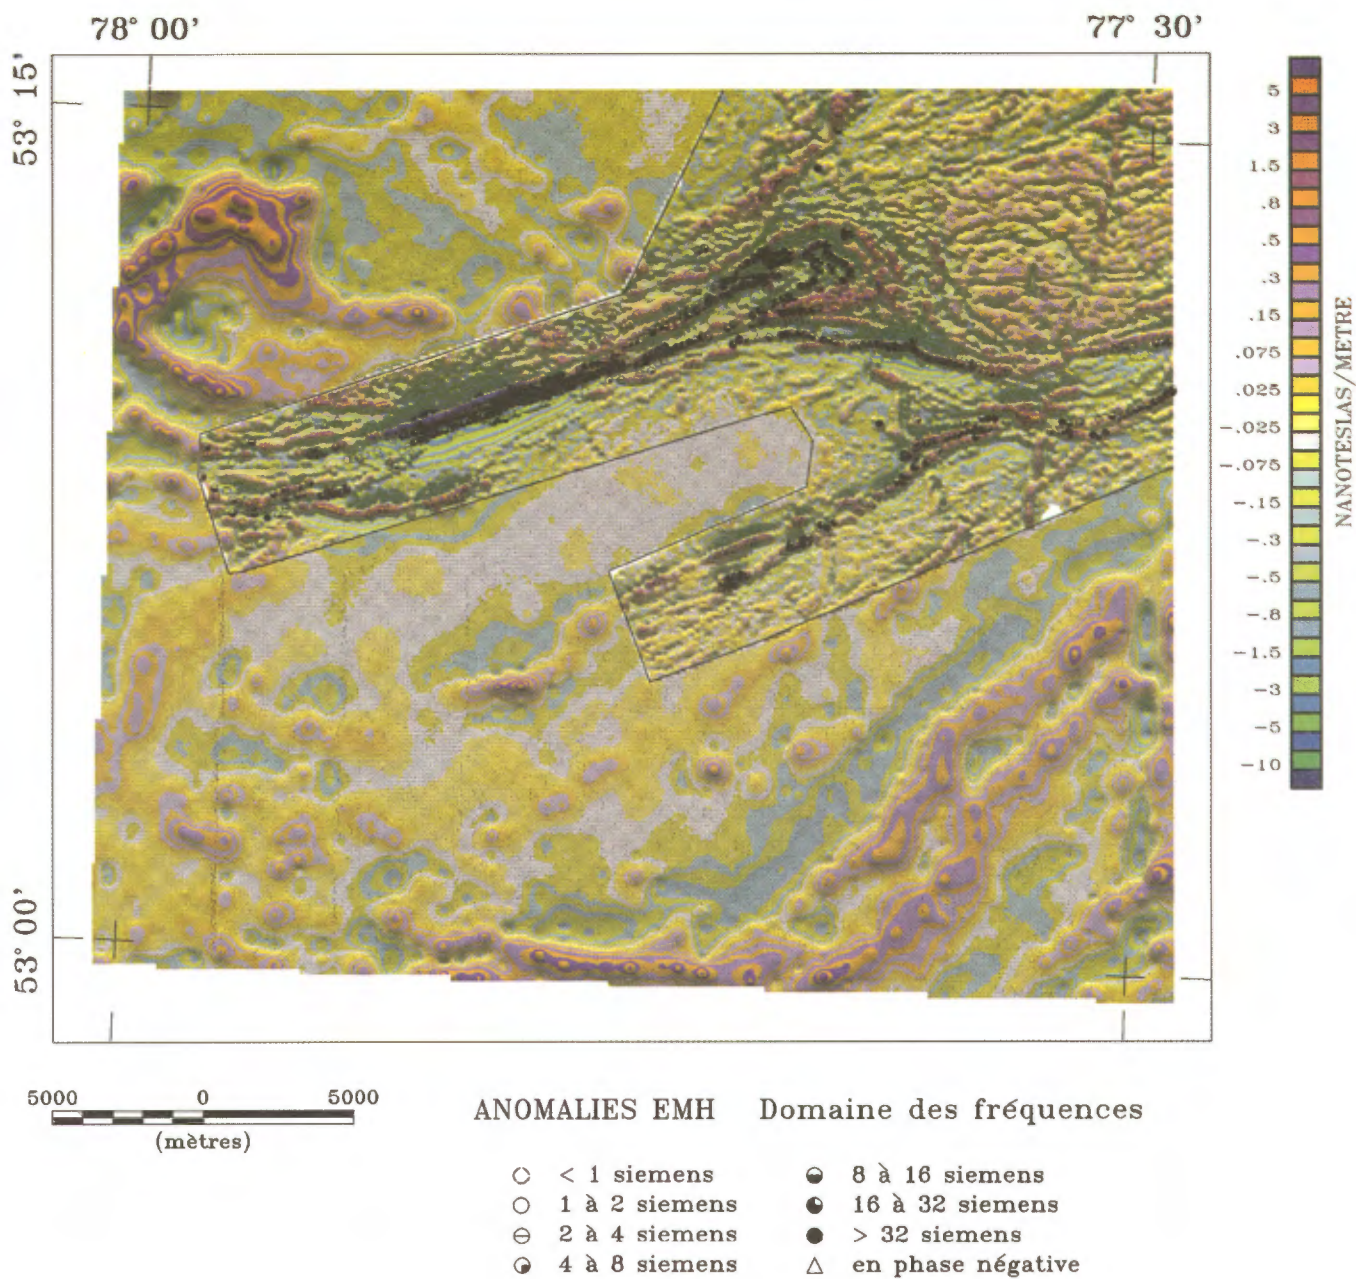 78° 00'
77° 30'
53° 15'
53° 00'
5
3
1.5
.8
.5
.3
.15
.075
.025
-.025
-.075
-.15
-.3
-.5
-.8
-1.5
-3
-5
-10
NANOTESLAS/MÈTRE
5000 0 5000
(mètres)
ANOMALIES EMH Domaine des fréquences
< 1 siemens
8 à 16 siemens
1 à 2 siemens
16 à 32 siemens
2 à 4 siemens
> 32 siemens
4 à 8 siemens
en phase négative